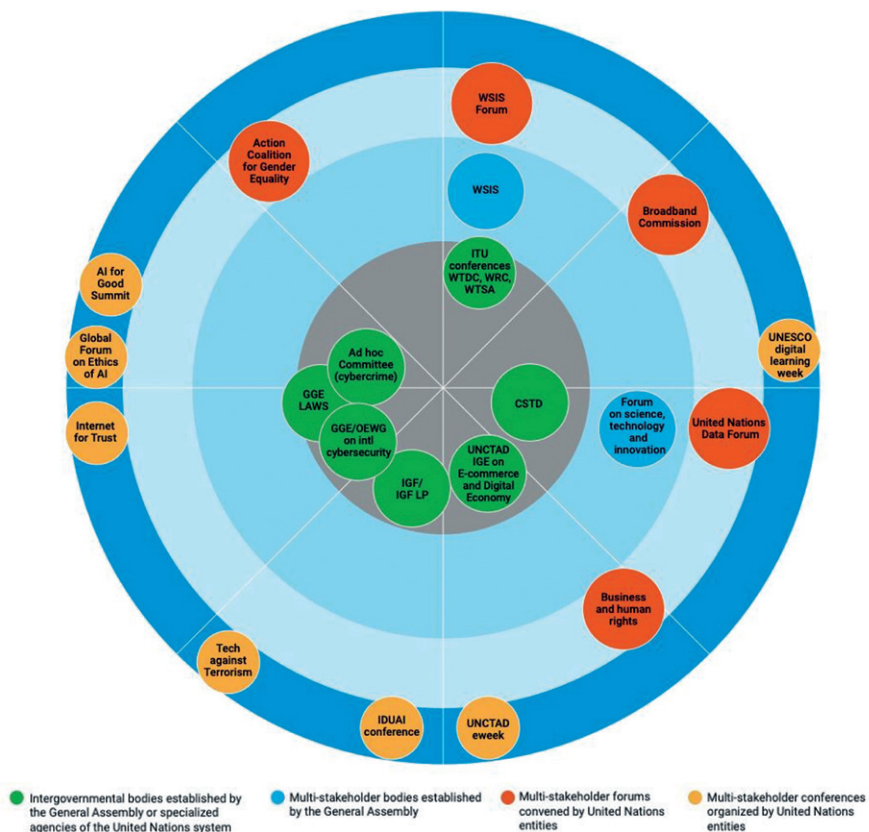 WSIS
Forum
Action
Coalition
for Gender
Equality
WSIS
Broadband
Commission
ITU
conferences
WTDC, WRC,
WTSA
AI for
Good
Summit
Global
Forum
on Ethics
of AI
UNESCO
digital
learning
week
Ad hoc
Committee
(cybercrime)
GGE
LAWS
CSTD
Internet
for Trust
GGE/OEWG
on intl
cybersecurity
Forum
on science,
technology
and
innovation
United Nations
Data Forum
UNCTAD
IGE on
E-commerce
and Digital
Economy
IGF/
IGF LP
Business
and human
rights
Tech
against
Terrorism
IDUAI
conference
UNCTAD
eweek
Intergovernmental bodies established by
the General Assembly or specialized
agencies of the United Nations system
Multi-stakeholder bodies established
by the General Assembly
Multi-stakeholder forums
convened by United Nations
entities
Multi-stakeholder conferences
organized by United Nations
entities